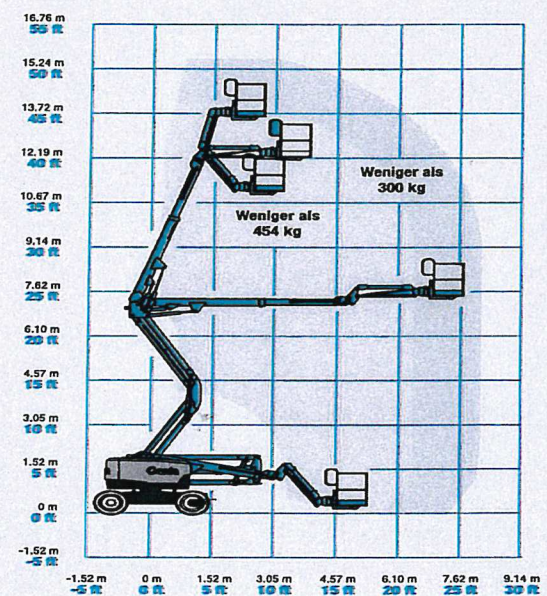 16.76 m
55 ft
15.24 m
50 ft
13.72 m
45 ft
12.19 m
40 ft
10.67 m
35 ft
9.14 m
30 ft
7.62 m
25 ft
6.10 m
20 ft
4.57 m
15 ft
3.05 m
10 ft
1.52 m
5 ft
0 m
0 ft
-1.52 m
-5 ft
Weniger als
300 kg
Weniger als
454 kg
Genie
-1.52 m 0 m 1.52 m 3.05 m 4.57 m 6.10 m 7.62 m 9.14 m
-5 ft 0 ft 5 ft 10 ft 15 ft 20 ft 25 ft 30 ft